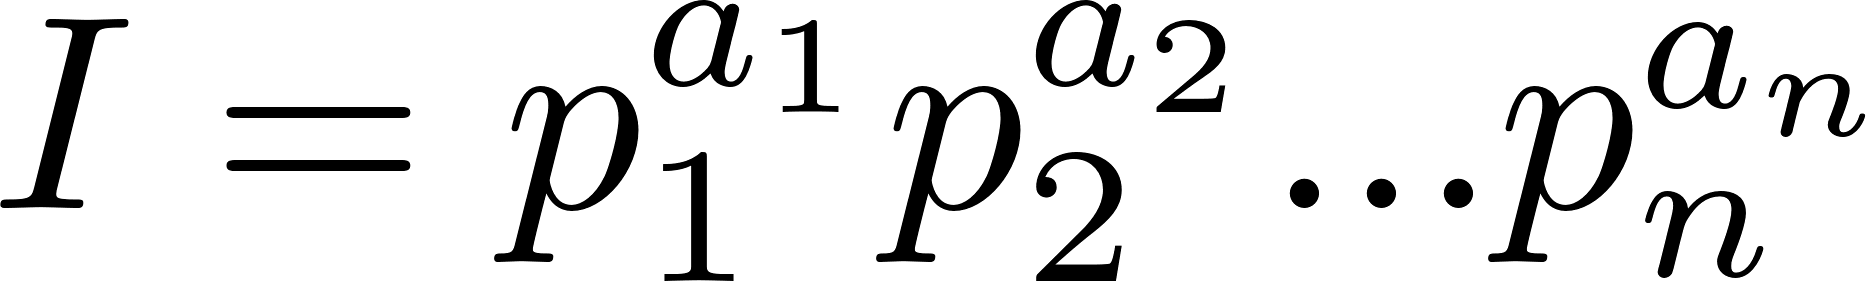 $I = p_1^{a_1} p_2^{a_2} ... p_n^{a_n}$